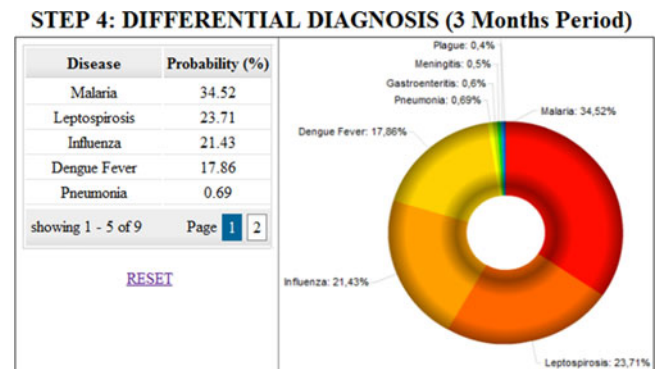 STEP 4: DIFFERENTIAL DIAGNOSIS (3 Months Period)
Disease Probability (%)
Malaria 34.52
Leptospirosis 23.71
Influenza 21.43
Dengue Fever 17.86
Pneumonia 0.69
showing 1 - 5 of 9 Page 1 2
RESET
Plague: 0,4%
Meningitis: 0,5%
Gastroenteritis: 0,6%
Pneumonia: 0,69%
Malaria: 34,52%
Dengue Fever: 17,86%
Influenza: 21,43%
Leptospirosis: 23,71%